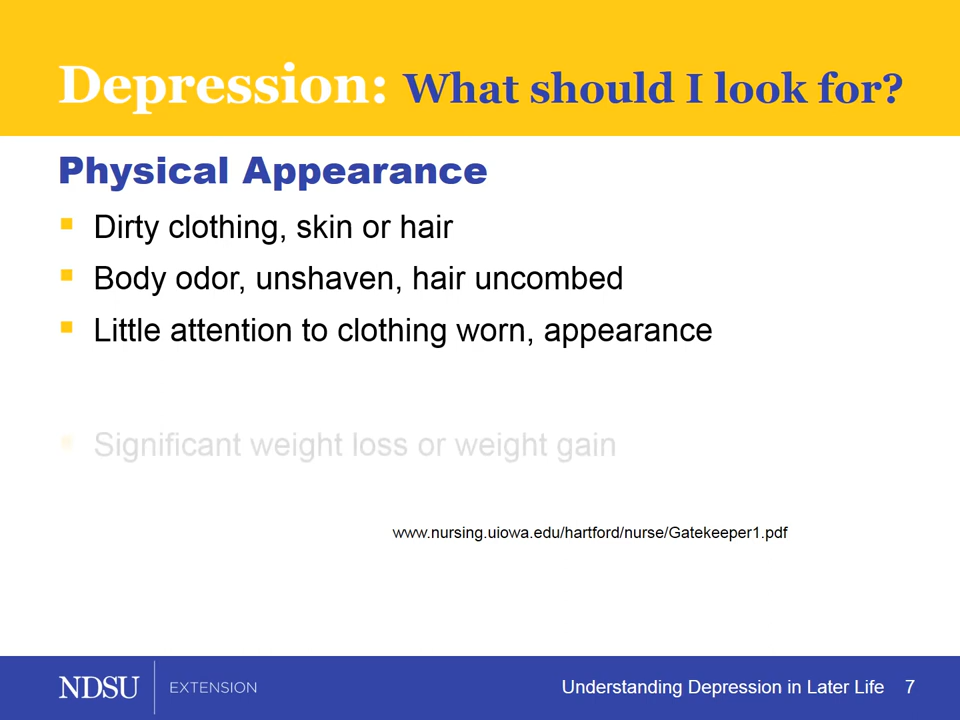 Depression: What should I look for?
Physical Appearance
Dirty clothing, skin or hair
Body odor, unshaven, hair uncombed
Little attention to clothing worn, appearance
Significant weight loss or weight gain
www.nursing.uiowa.edu/hartford/nurse/Gatekeeper1.pdf
NDSU EXTENSION
Understanding Depression in Later Life 7